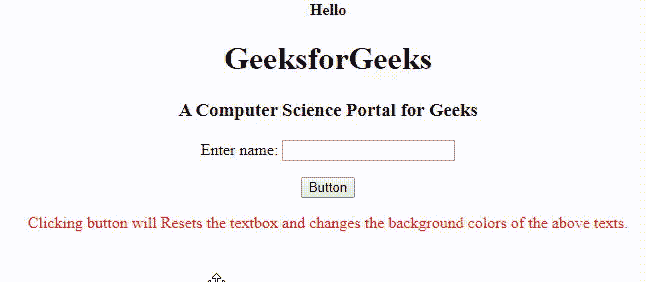 Hello
GeeksforGeeks
A Computer Science Portal for Geeks
Enter name:
Button
Clicking button will Resets the textbox and changes the background colors of the above texts.